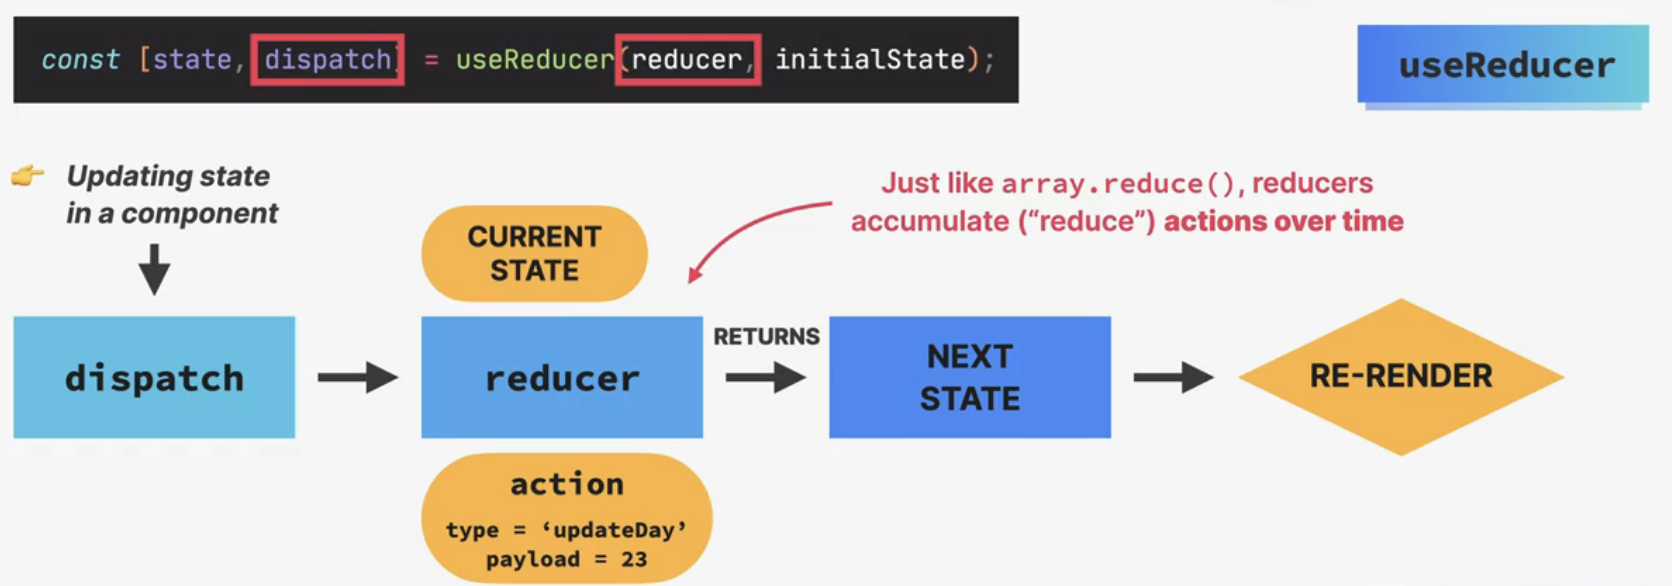 const [state, dispatch] = useReducer(reducer, initialState);
useReducer
Updating state
in a component
Just like array.reduce(), reducers
accumulate (“reduce”) actions over time
CURRENT
STATE
dispatch
reducer
RETURNS
NEXT
STATE
RE-RENDER
action
type = ‘updateDay’
payload = 23